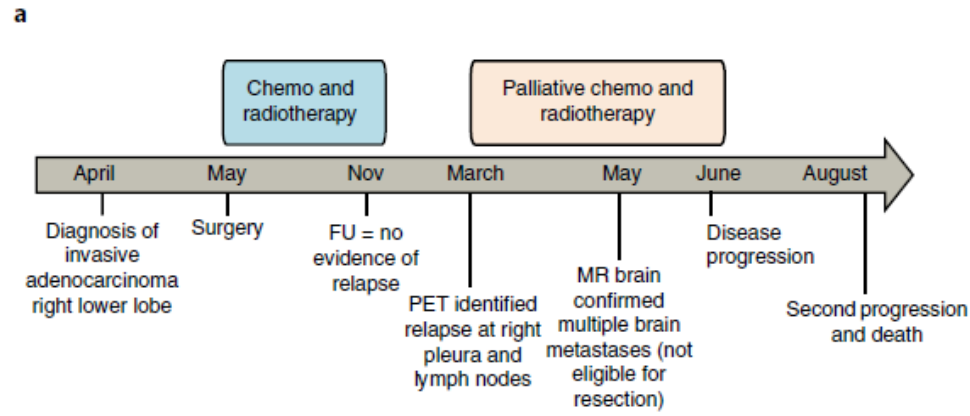 a
Chemo and
radiotherapy
Palliative chemo and
radiotherapy
April
May
Nov
March
May
June
August
Diagnosis of
invasive
adenocarcinoma
right lower lobe
Surgery
FU = no
evidence of
relapse
PET identified
relapse at right
pleura and
lymph nodes
MR brain
confirmed
multiple brain
metastases (not
eligible for
resection)
Disease
progression
Second progression
and death